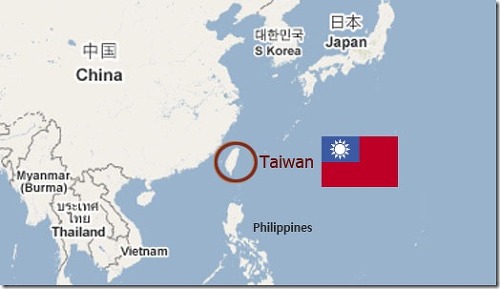 中国
China
대한민국
S Korea
日本
Japan
Taiwan
Myanmar
(Burma)
ประเทศ
ไทย
Thailand
Vietnam
Philippines